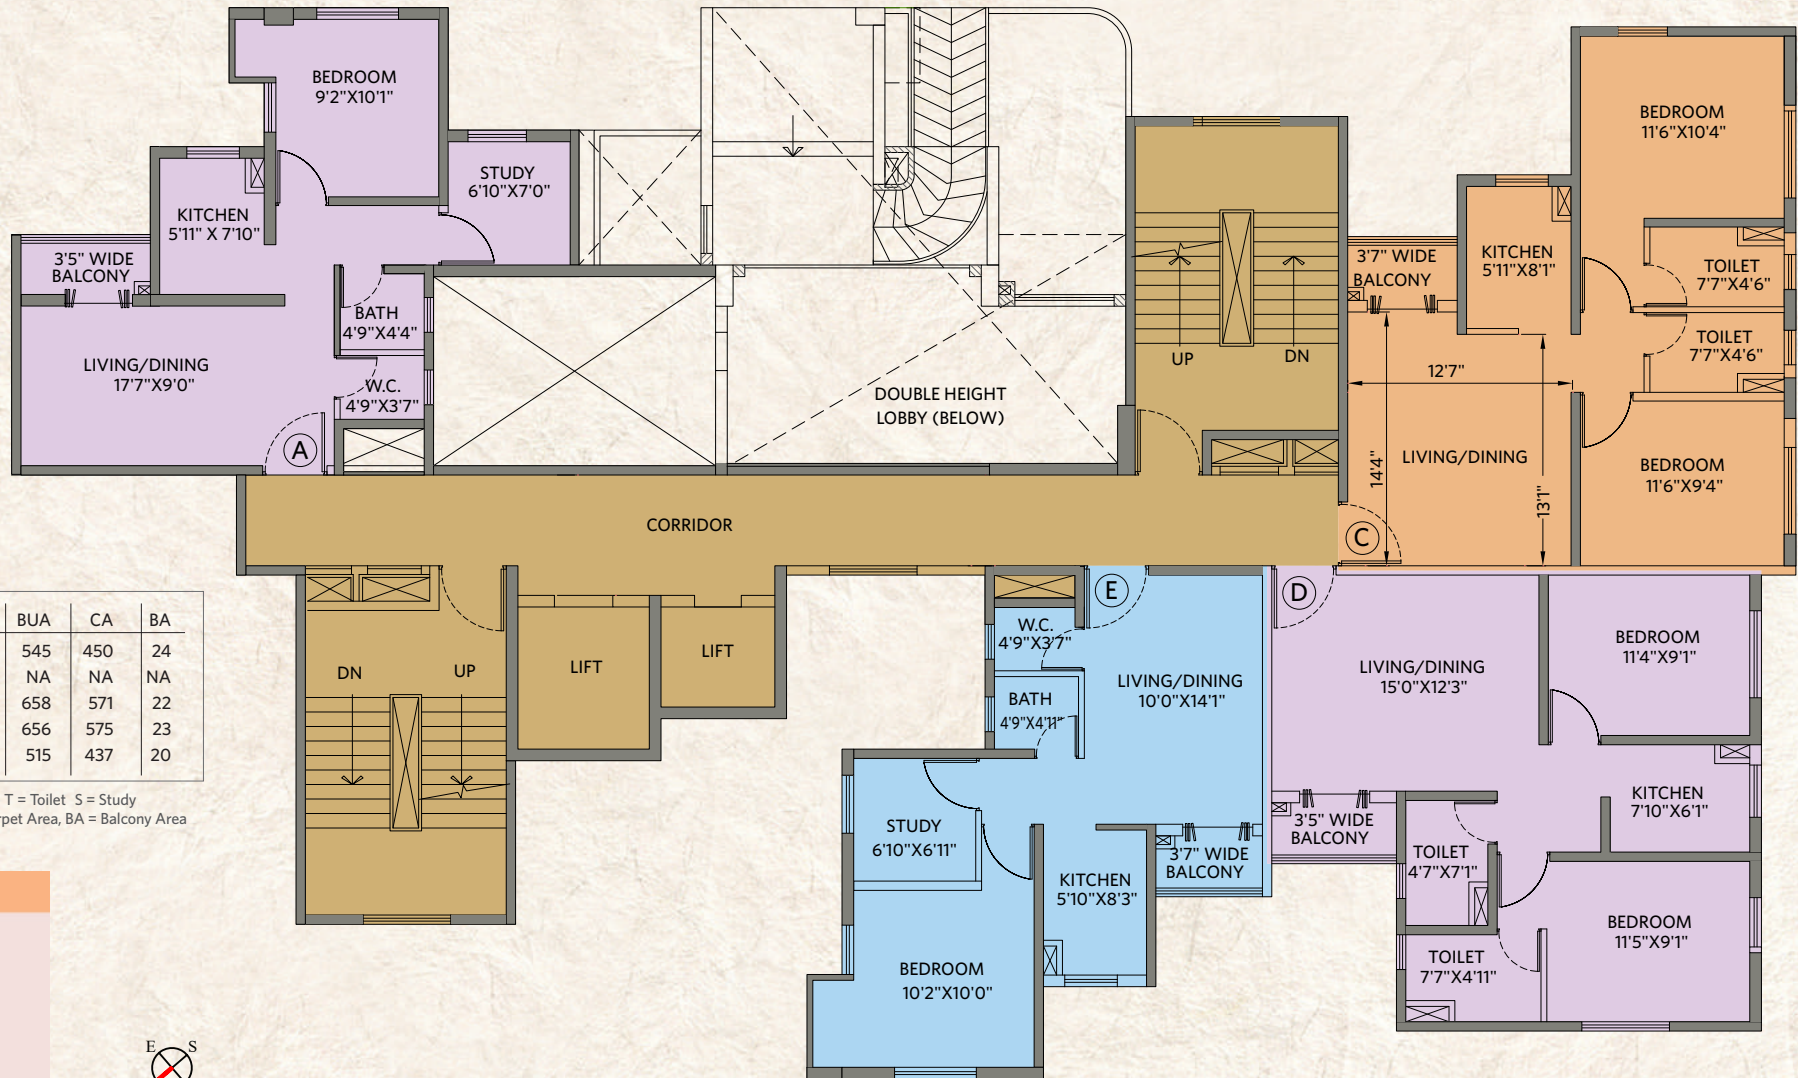 BEDROOM
9'2"X10'1"
STUDY
6'10"X7'0"
KITCHEN
5'11" X 7'10"
3'5" WIDE
BALCONY
BATH
4'9"X4'4"
LIVING/DINING
17'7"X9'0"
W.C.
4'9"X3'7"
A
DOUBLE HEIGHT
LOBBY (BELOW)
UP
DN
BEDROOM
11'6"X10'4"
KITCHEN
5'11"X8'1"
3'7" WIDE
BALCONY
TOILET
7'7"X4'6"
TOILET
7'7"X4'6"
12'7"
14'4"
LIVING/DINING
13'1"
BEDROOM
11'6"X9'4"
C
CORRIDOR
BUA CA BA
545 450 24
NA NA NA
658 571 22
656 575 23
515 437 20
T = Toilet S = Study
rpet Area, BA = Balcony Area
DN
UP
LIFT
LIFT
E
W.C.
4'9"X3'7"
BATH
4'9"X4'11"
LIVING/DINING
10'0"X14'1"
STUDY
6'10"X6'11"
KITCHEN
5'10"X8'3"
3'7" WIDE
BALCONY
BEDROOM
10'2"X10'0"
D
LIVING/DINING
15'0"X12'3"
BEDROOM
11'4"X9'1"
KITCHEN
7'10"X6'1"
3'5" WIDE
BALCONY
TOILET
4'7"X7'1"
BEDROOM
11'5"X9'1"
TOILET
7'7"X4'11"
E S